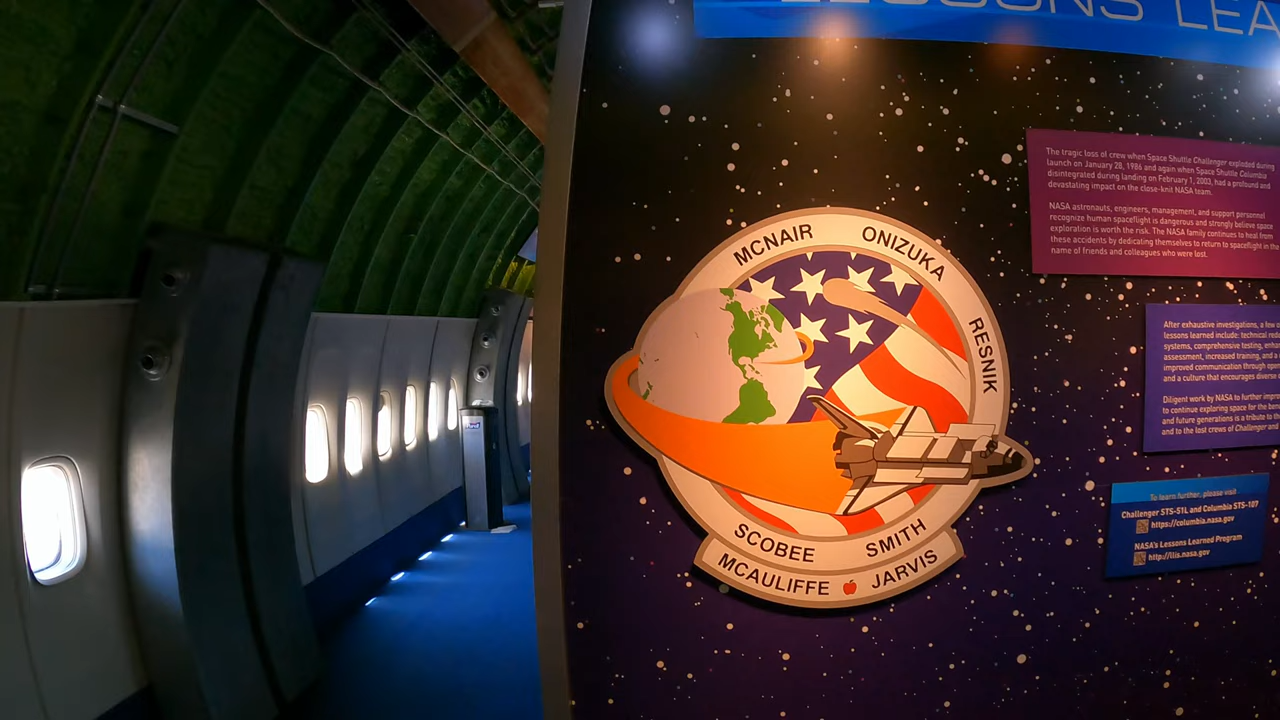 LESSONS LEA
The tragic loss of crew when Space Shuttle Challenger exploded during
launch on January 28, 1986 and again when Space Shuttle Columbia
disintegrated during landing on February 1, 2003, had a profound and
devastating impact on the close-knit NASA team.
NASA astronauts, engineers, management, and support personnel
recognize human spaceflight is dangerous and strongly believe space
exploration is worth the risk. The NASA family continues to heal from
these accidents by dedicating themselves to return to spaceflight in the
name of friends and colleagues who were lost.
MCNAIR
ONIZUKA
RESNIK
SCOBEE
SMITH
MCAULIFFE
JARVIS
After exhaustive investigations, a few o
lessons learned include: technical red
systems, comprehensive testing, enha
assessment, increased training, and a
improved communication through ope
and a culture that encourages diverse
Diligent work by NASA to further impr
to continue exploring space for the ben
and future generations is a tribute to th
and to the lost crews of Challenger and
To learn further, please visit
Challenger STS-51L and Columbia STS-107
https://columbia.nasa.gov
NASA's Lessons Learned Program
http://llis.nasa.gov